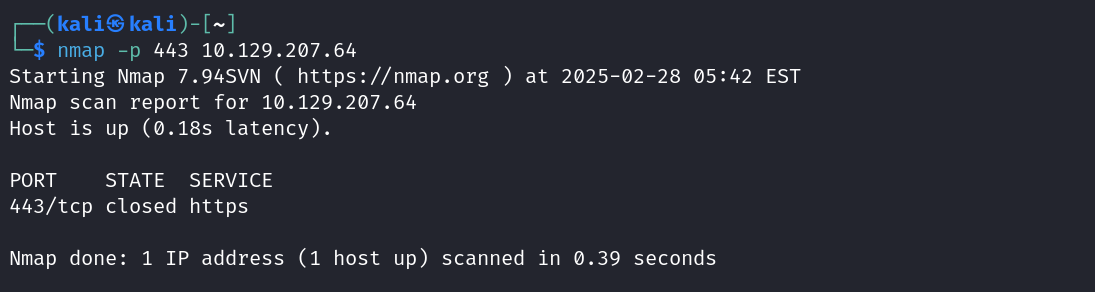 ┌──(kali㉿kali)-[~]
└─$ nmap -p 443 10.129.207.64
Starting Nmap 7.94SVN ( https://nmap.org ) at 2025-02-28 05:42 EST
Nmap scan report for 10.129.207.64
Host is up (0.18s latency).

PORT    STATE  SERVICE
443/tcp closed https

Nmap done: 1 IP address (1 host up) scanned in 0.39 seconds